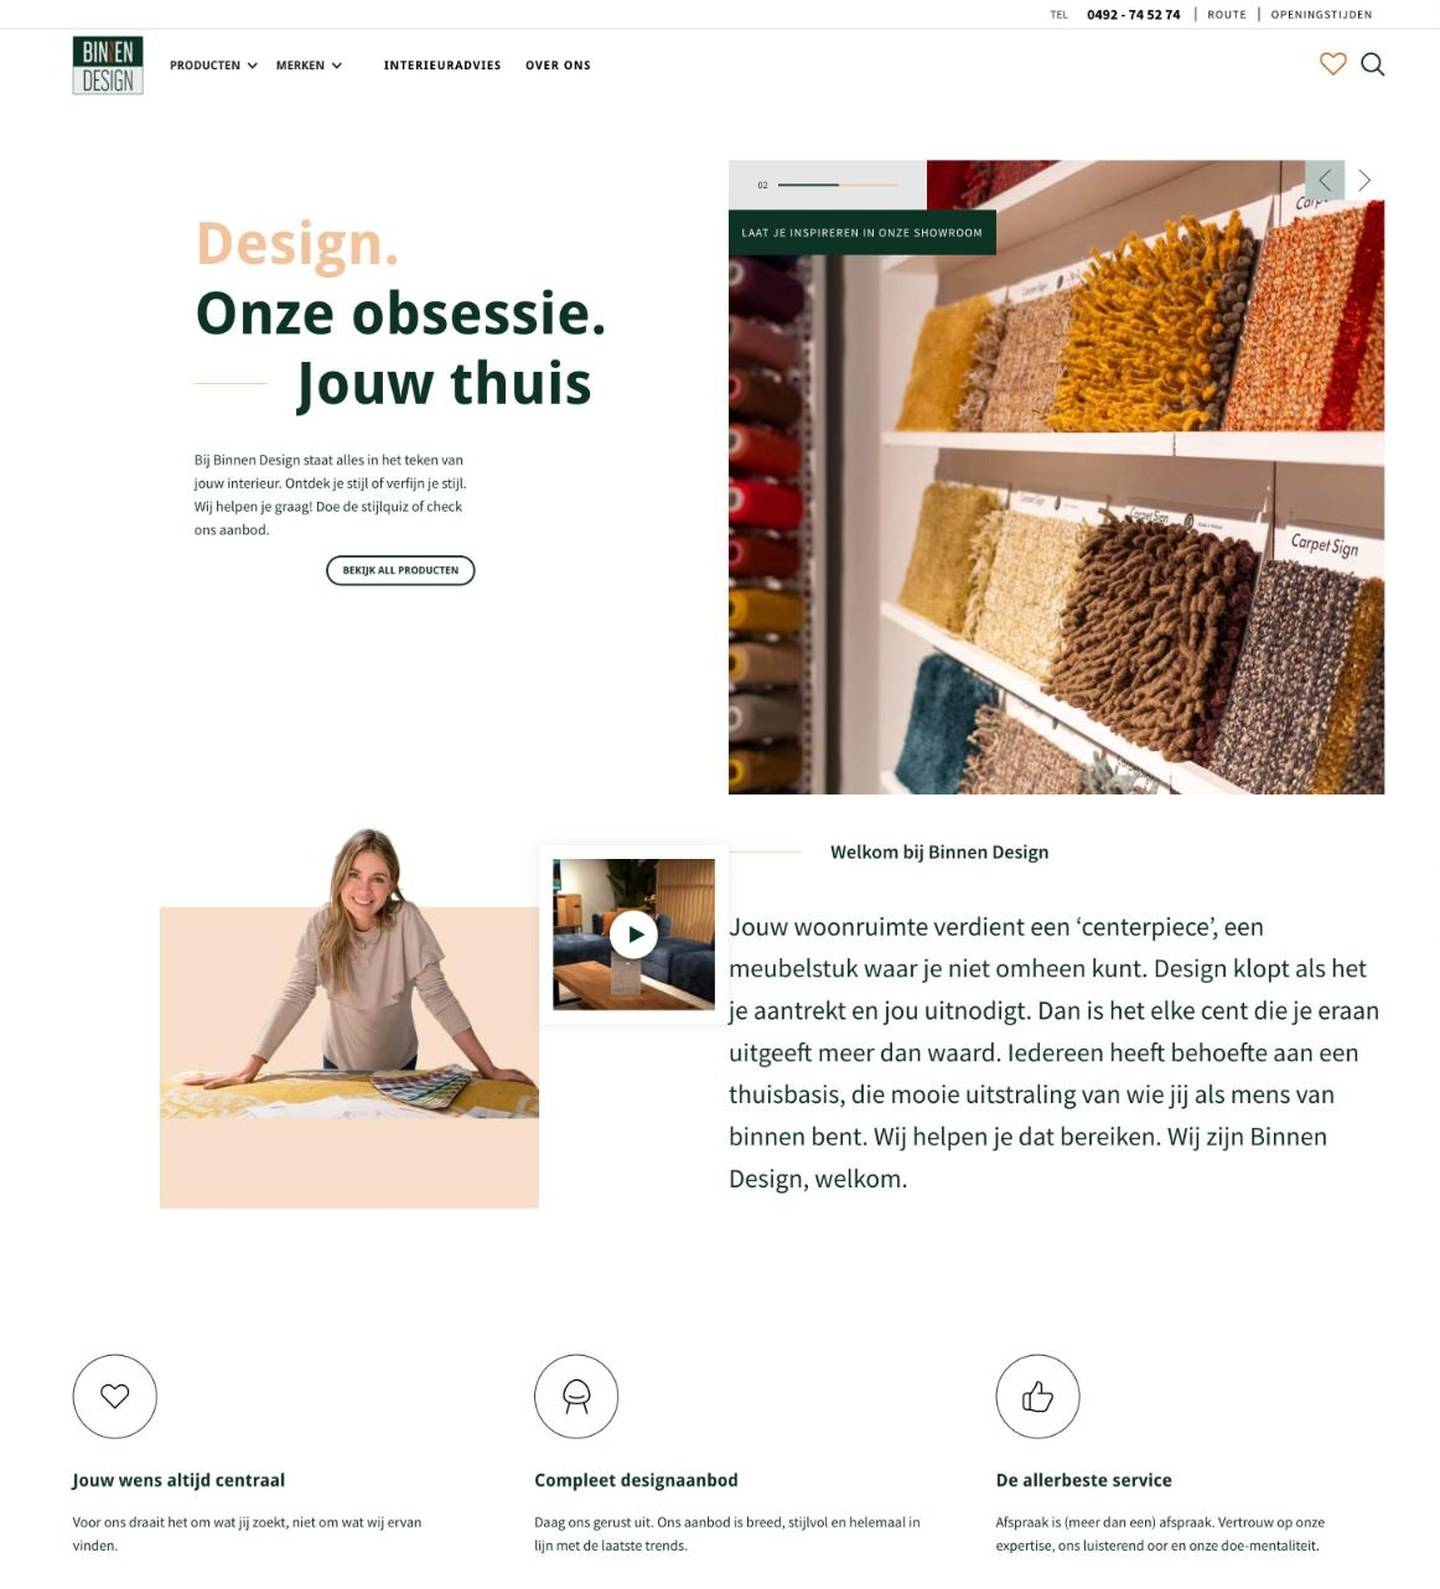 TEL 0492 - 74 52 74 | ROUTE | OPENINGSTIJDEN
BINNEN
DESIGN
PRODUCTEN MERKEN INTERIEURADVIES OVER ONS
02
LAAT JE INSPIREREN IN ONZE SHOWROOM
Design.
Onze obsessie.
Jouw thuis
Bij Binnen Design staat alles in het teken van
jouw interieur. Ontdek je stijl of verfijn je stijl.
Wij helpen je graag! Doe de stijlquiz of check
ons aanbod.
BEKIJK ALL PRODUCTEN
Carpet Sign
Carpet Sign
Welkom bij Binnen Design
Jouw woonruimte verdient een ‘centerpiece’, een
meubelstuk waar je niet omheen kunt. Design klopt als het
je aantrekt en jou uitnodigt. Dan is het elke cent die je eraan
uitgeeft meer dan waard. Iedereen heeft behoefte aan een
thuisbasis, die mooie uitstraling van wie jij als mens van
binnen bent. Wij helpen je dat bereiken. Wij zijn Binnen
Design, welkom.
Jouw wens altijd centraal
Voor ons draait het om wat jij zoekt, niet om wat wij ervan
vinden.
Compleet designaanbod
Daag ons gerust uit. Ons aanbod is breed, stijlvol en helemaal in
lijn met de laatste trends.
De allerbeste service
Afspraak is (meer dan een) afspraak. Vertrouw op onze
expertise, ons luisterend oor en onze doe-mentaliteit.